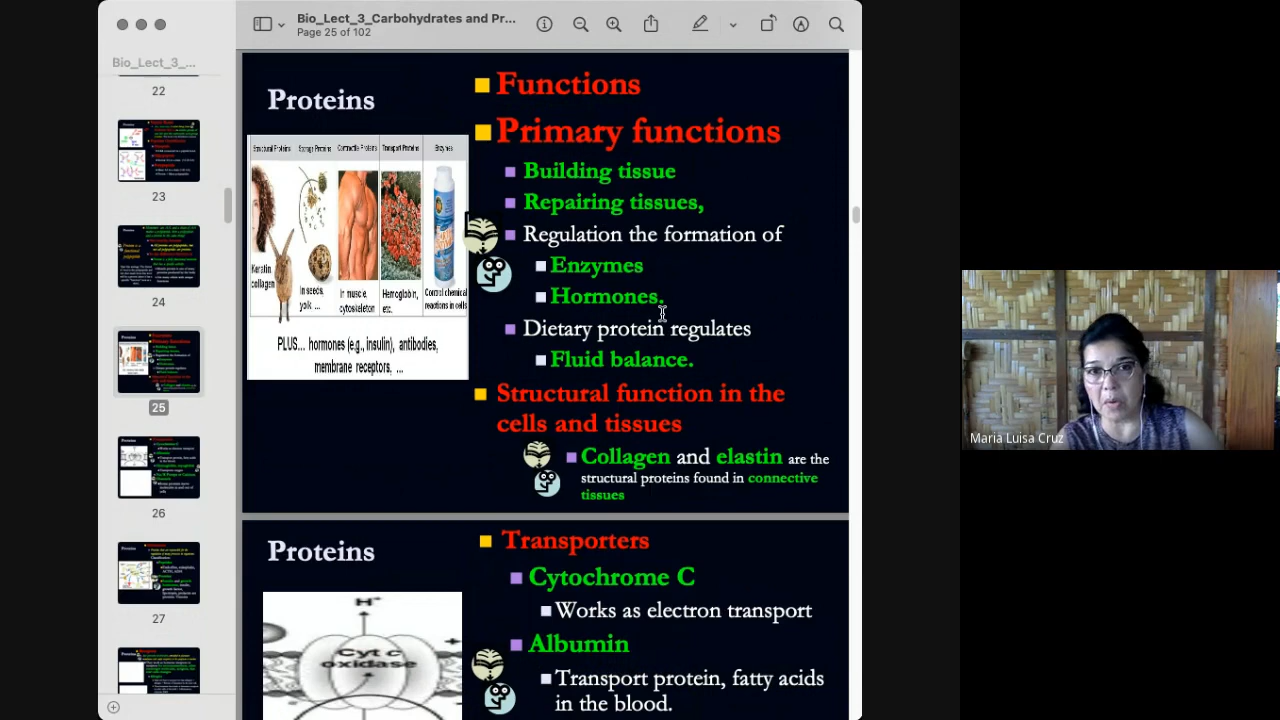 Bio_Lect_3_Carbohydrates and Pr...
Page 25 of 102
Bio_Lect_3_...
22
23
24
25
26
27
Proteins
Structural Proteins
Storage Proteins
Contractile Proteins
Transport Proteins
Enzymes
Keratin
collagen
In seeds,
yolk ...
In muscle,
cytoskeleton
Hemoglobin,
etc.
Control chemical
reactions in cells
PLUS... hormones (e.g., insulin), antibodies,
membrane receptors, ...
Functions
Primary functions
Building tissue
Repairing tissues,
Regulation the formation of
Enzymes
Hormones.
Dietary protein regulates
Fluid balance.
Structural function in the
cells and tissues
Collagen and elastin are the
structural proteins found in connective
tissues
Proteins
H+
Cyt c
Transporters
Cytochrome C
Works as electron transport
Albumin
Transport protein, fatty acids
in the blood.
Maria Luisa Cruz